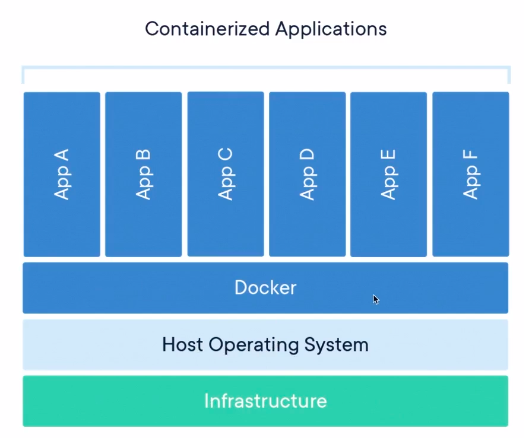 Containerized Applications
App A
App B
App C
App D
App E
App F
Docker
Host Operating System
Infrastructure